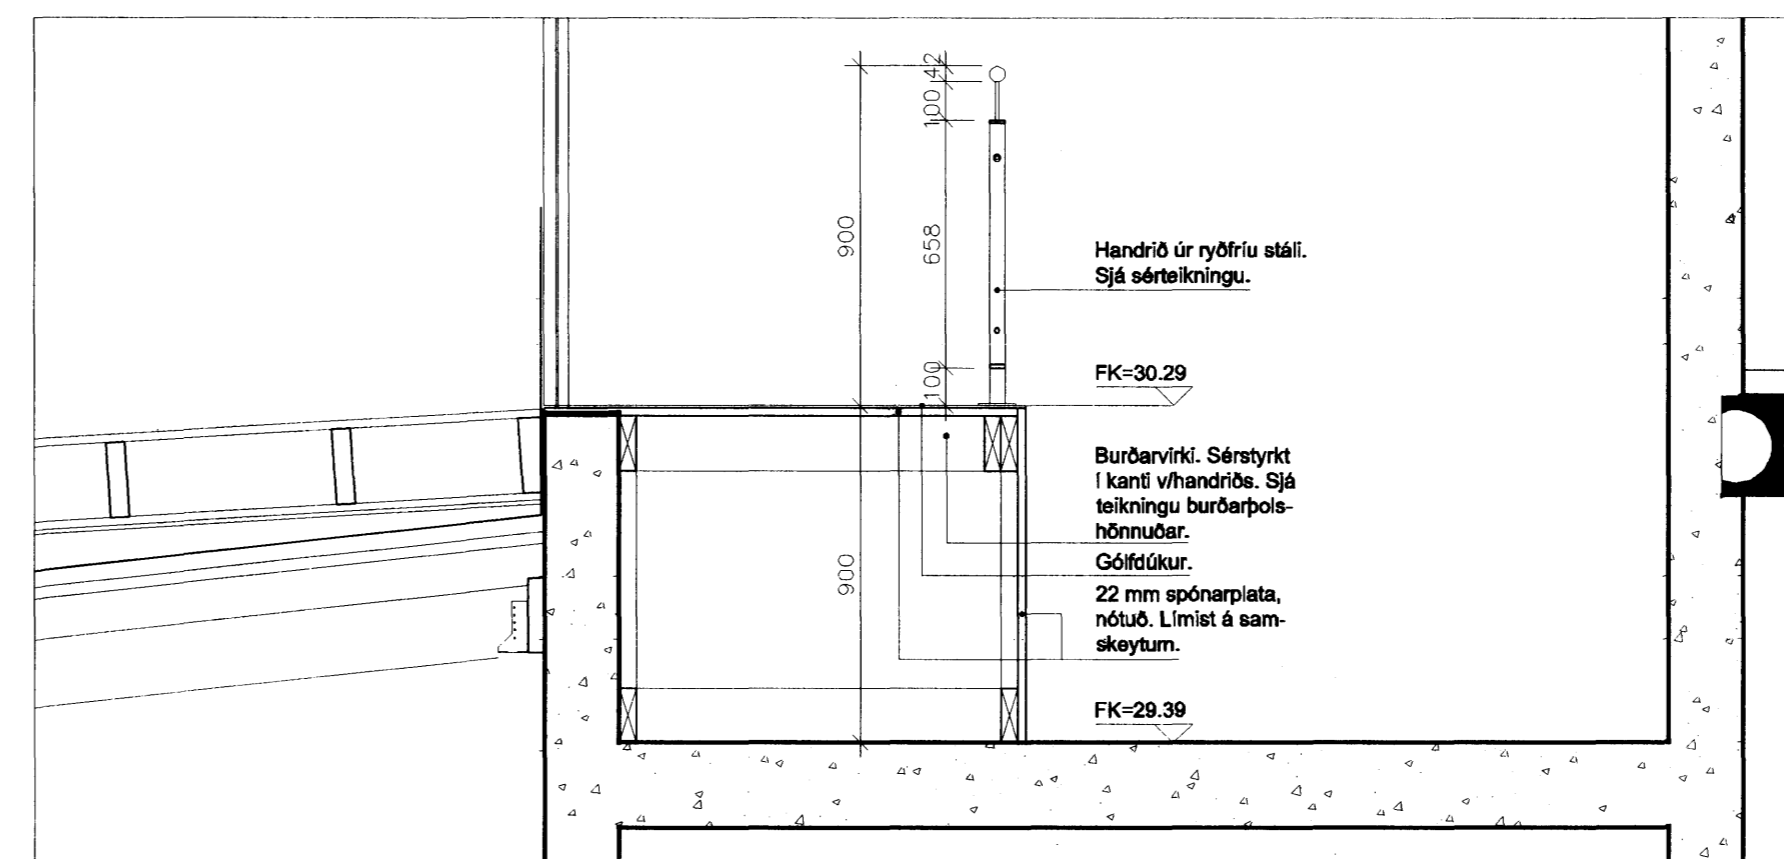 42
100
900
658
100
Handrið úr ryðfríu stáli.
Sjá sérteikningu.
FK=30.29
Burðarvirki. Sérstyrkt
í kanti v/handriðs. Sjá
teikningu burðarþols-
hönnuðar.
Gólfdúkur.
900
22 mm spónarplata,
nótuð. Límist á sam-
skeytum.
FK=29.39